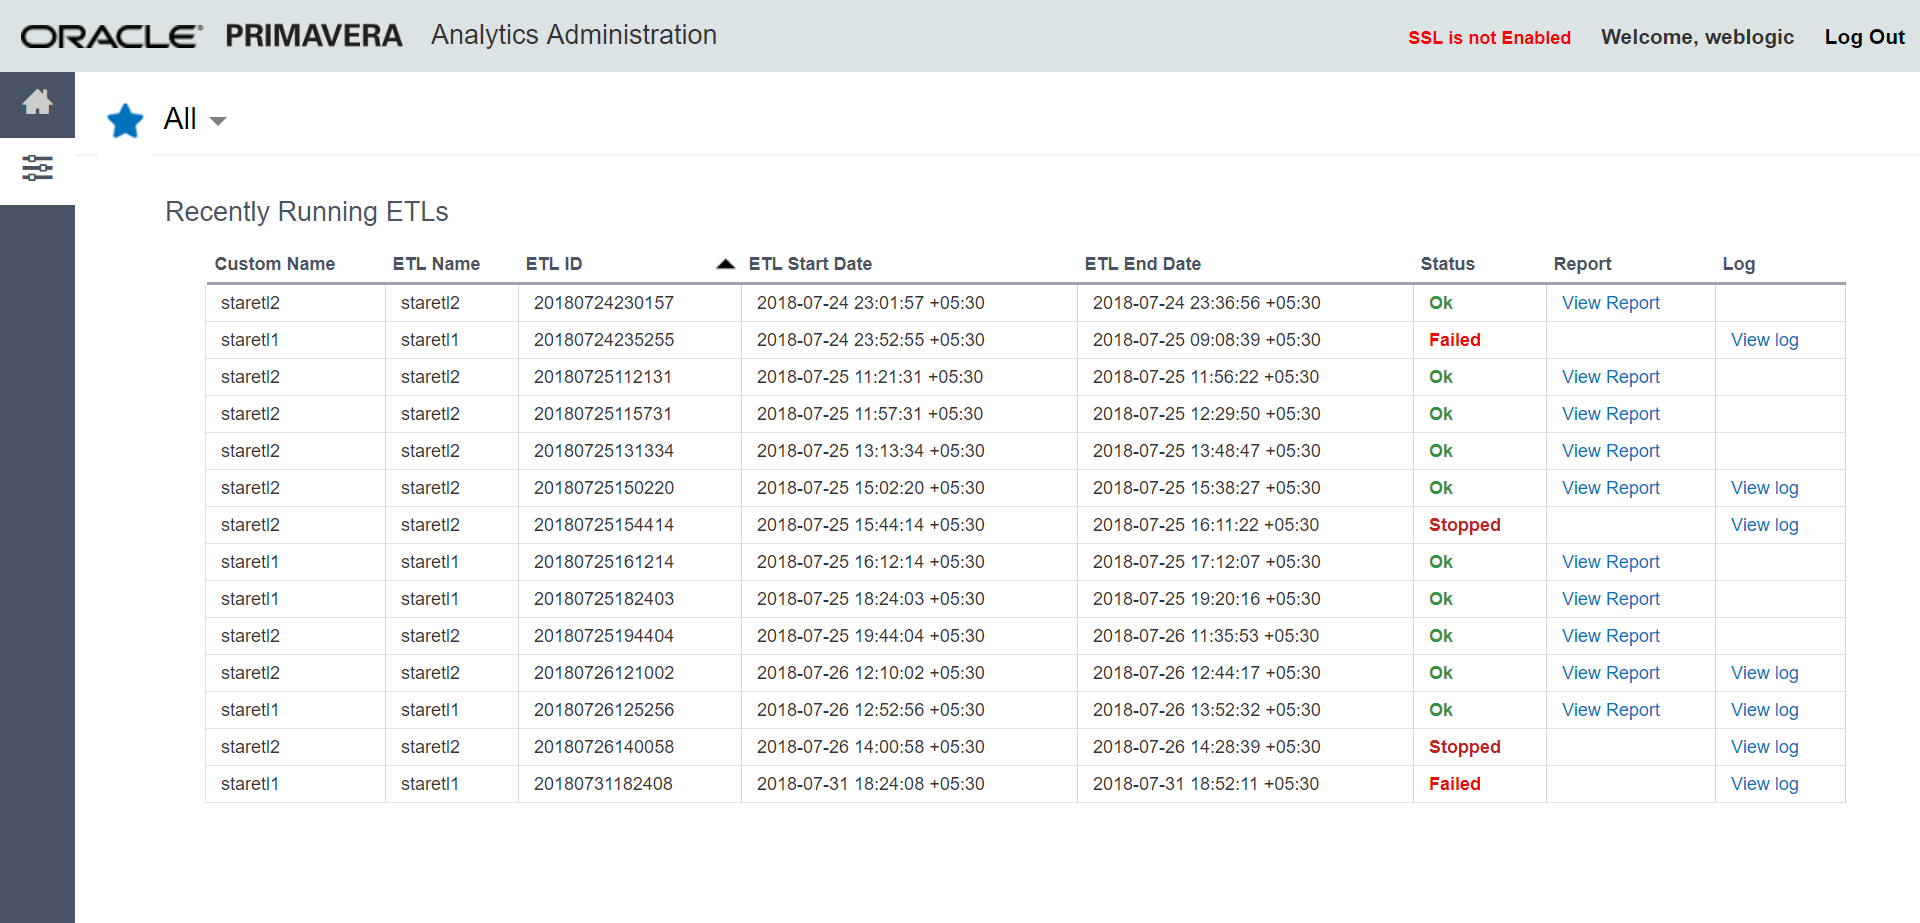 ORACLE® PRIMAVERA Analytics Administration SSL is not Enabled Welcome, weblogic Log Out
All
Recently Running ETLs
Custom Name ETL Name ETL ID ETL Start Date ETL End Date Status Report Log
staretl2 staretl2 20180724230157 2018-07-24 23:01:57 +05:30 2018-07-24 23:36:56 +05:30 Ok View Report
staretl1 staretl1 20180724235255 2018-07-24 23:52:55 +05:30 2018-07-25 09:08:39 +05:30 Failed View log
staretl2 staretl2 20180725112131 2018-07-25 11:21:31 +05:30 2018-07-25 11:56:22 +05:30 Ok View Report
staretl2 staretl2 20180725115731 2018-07-25 11:57:31 +05:30 2018-07-25 12:29:50 +05:30 Ok View Report
staretl2 staretl2 20180725131334 2018-07-25 13:13:34 +05:30 2018-07-25 13:48:47 +05:30 Ok View Report
staretl2 staretl2 20180725150220 2018-07-25 15:02:20 +05:30 2018-07-25 15:38:27 +05:30 Ok View Report View log
staretl2 staretl2 20180725154414 2018-07-25 15:44:14 +05:30 2018-07-25 16:11:22 +05:30 Stopped View log
staretl1 staretl1 20180725161214 2018-07-25 16:12:14 +05:30 2018-07-25 17:12:07 +05:30 Ok View Report
staretl1 staretl1 20180725182403 2018-07-25 18:24:03 +05:30 2018-07-25 19:20:16 +05:30 Ok View Report
staretl2 staretl2 20180725194404 2018-07-25 19:44:04 +05:30 2018-07-26 11:35:53 +05:30 Ok View Report
staretl2 staretl2 20180726121002 2018-07-26 12:10:02 +05:30 2018-07-26 12:44:17 +05:30 Ok View Report View log
staretl1 staretl1 20180726125256 2018-07-26 12:52:56 +05:30 2018-07-26 13:52:32 +05:30 Ok View Report View log
staretl2 staretl2 20180726140058 2018-07-26 14:00:58 +05:30 2018-07-26 14:28:39 +05:30 Stopped View log
staretl1 staretl1 20180731182408 2018-07-31 18:24:08 +05:30 2018-07-31 18:52:11 +05:30 Failed View log